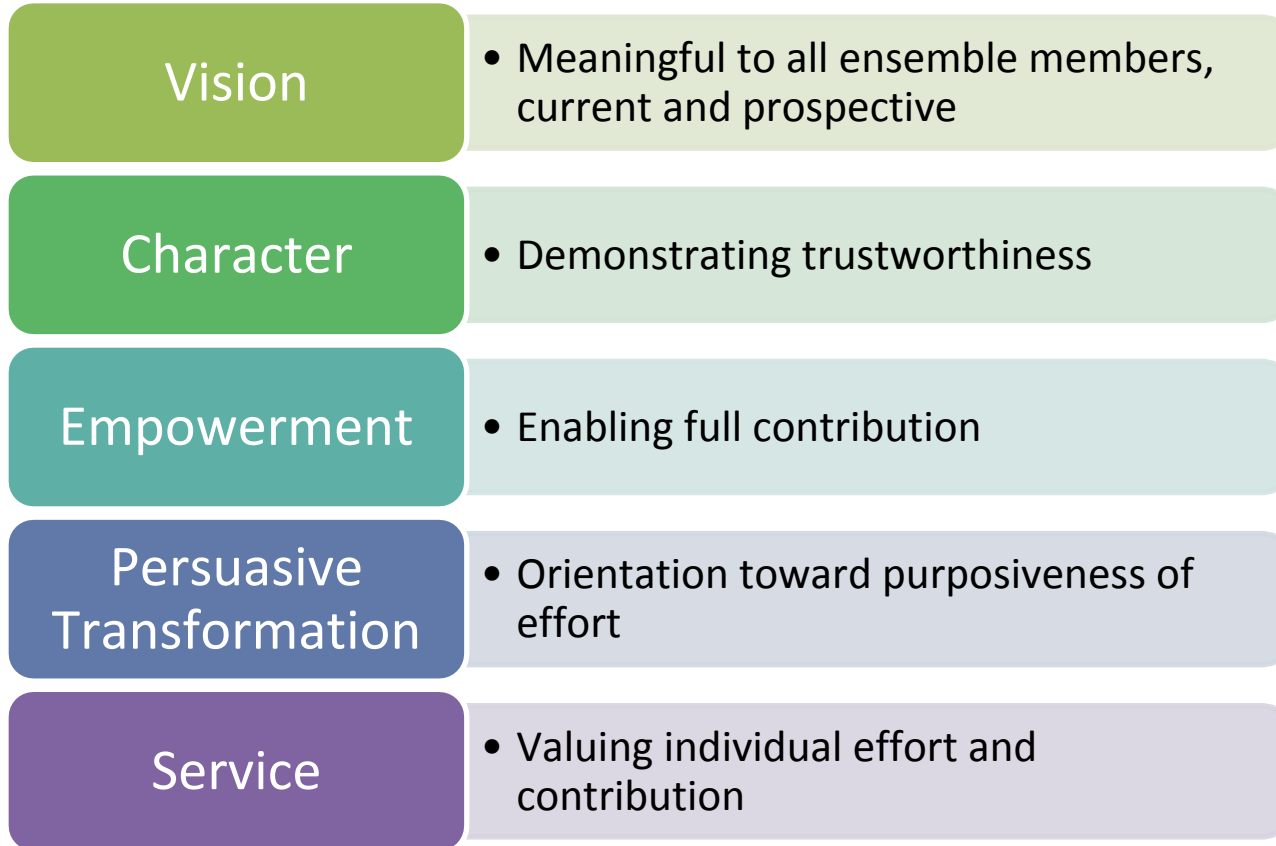 Vision
• Meaningful to all ensemble members,
current and prospective
Character
• Demonstrating trustworthiness
Empowerment
• Enabling full contribution
Persuasive
Transformation
• Orientation toward purposiveness of
effort
Service
• Valuing individual effort and
contribution